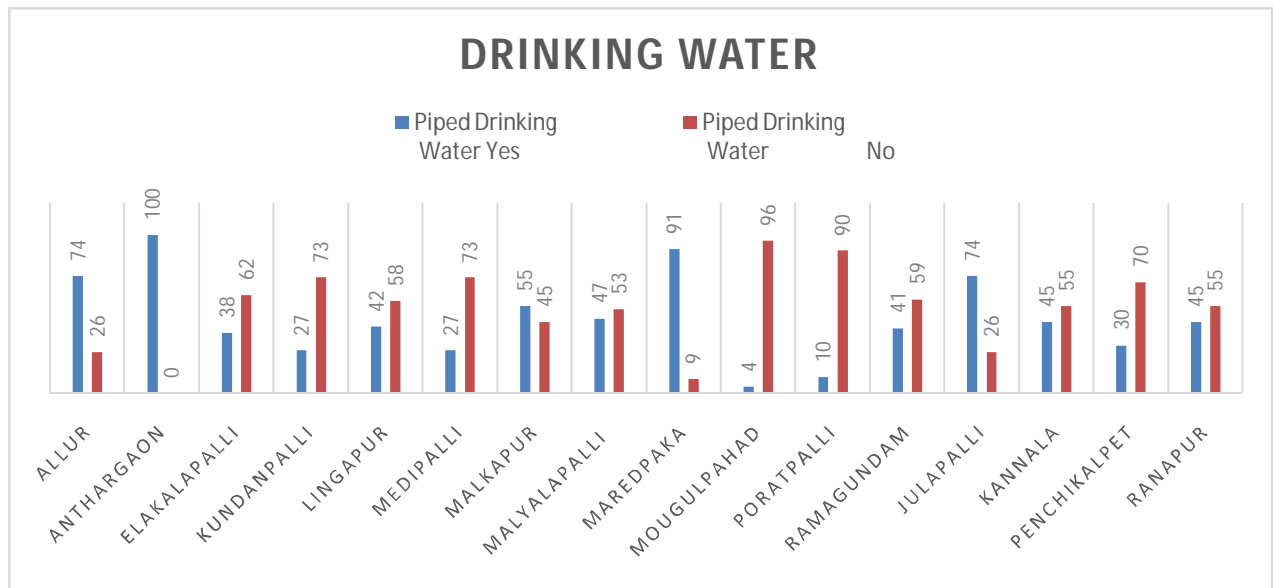 DRINKING WATER
Piped Drinking Water Yes
Piped Drinking Water No
74 26 100 0 38 62 27 73 42 58 27 73 55 45 47 53 91 9 4 96 10 90 41 59 74 26 45 55 30 70 45 55
ALLUR
ANTHARGAON
ELAKALAPALLI
KUNDANPALLI
LINGAPUR
MEDIPALLI
MALKAPUR
MALYALAPALLI
MAREDPAKA
MOUGULPAHAD
PORATPALLI
RAMAGUNDAM
JULAPALLI
KANNALA
PENCHIKALPET
RANAPUR